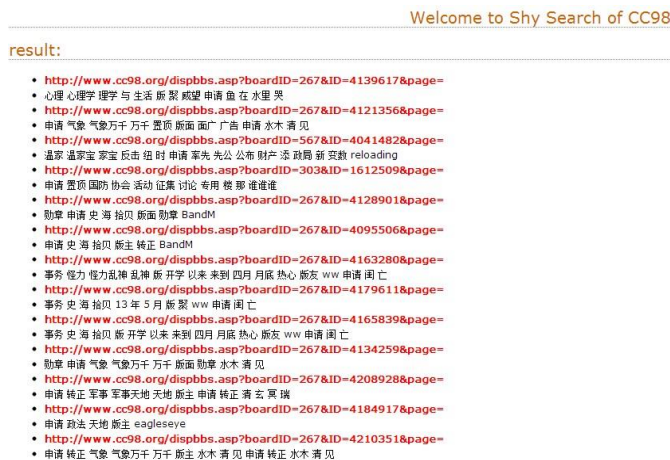 Welcome to Shy Search of CC98
result:
http://www.cc98.org/dispbbs.asp?boardID=267&ID=4139617&page=
心理 心理学 理学 与 生活 版 聚 威望 申请 鱼 在 水里 哭
http://www.cc98.org/dispbbs.asp?boardID=267&ID=4121356&page=
申请 气象 气象万千 万千 置顶 版面 面广 广告 申请 水木 清 见
http://www.cc98.org/dispbbs.asp?boardID=567&ID=4041482&page=
温家 温家宝 家宝 反击 纽 时 申请 率先 先公 公布 财产 添 政局 新 变数 reloading
http://www.cc98.org/dispbbs.asp?boardID=303&ID=1612509&page=
申请 置顶 国防 协会 活动 征集 讨论 专用 楼 那 谁谁谁
http://www.cc98.org/dispbbs.asp?boardID=267&ID=4128901&page=
勋章 申请 史 海 拾贝 版面 勋章 BandM
http://www.cc98.org/dispbbs.asp?boardID=267&ID=4095506&page=
申请 史 海 拾贝 版主 转正 BandM
http://www.cc98.org/dispbbs.asp?boardID=267&ID=4163280&page=
事务 怪力 怪力乱神 乱神 版 开学 以来 来到 四月 月底 热心 版友 ww 申请 闺 亡
http://www.cc98.org/dispbbs.asp?boardID=267&ID=4179611&page=
事务 史 海 拾贝 13 年 5 月 版 聚 ww 申请 闺 亡
http://www.cc98.org/dispbbs.asp?boardID=267&ID=4165839&page=
事务 史 海 拾贝 版 开学 以来 来到 四月 月底 热心 版友 ww 申请 闺 亡
http://www.cc98.org/dispbbs.asp?boardID=267&ID=4134259&page=
勋章 申请 气象 气象万千 万千 版面 勋章 水木 清 见
http://www.cc98.org/dispbbs.asp?boardID=267&ID=4208928&page=
申请 转正 军事 军事天地 天地 版主 申请 转正 清 玄 冥 瑞
http://www.cc98.org/dispbbs.asp?boardID=267&ID=4184917&page=
申请 政法 天地 版主 eagleseye
http://www.cc98.org/dispbbs.asp?boardID=267&ID=4210351&page=
申请 转正 气象 气象万千 万千 版主 水木 清 见 申请 转正 水木 清 见